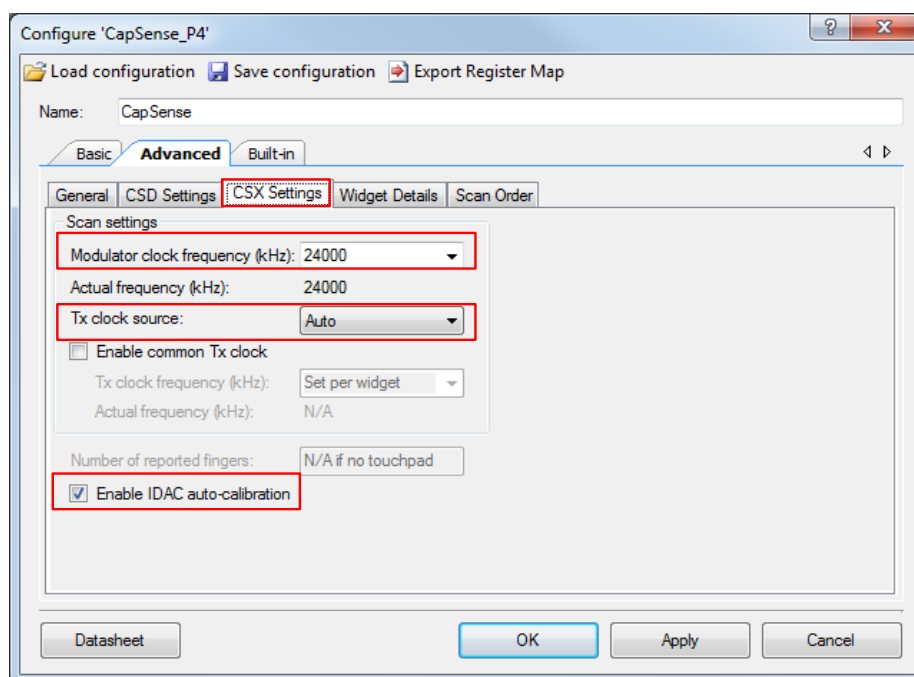 Configure 'CapSense_P4'
Load configuration Save configuration Export Register Map
Name: CapSense
Basic Advanced Built-in
General CSD Settings CSX Settings Widget Details Scan Order
Scan settings
Modulator clock frequency (kHz): 24000
Actual frequency (kHz): 24000
Tx clock source: Auto
Enable common Tx clock
Tx clock frequency (kHz): Set per widget
Actual frequency (kHz): N/A
Number of reported fingers: N/A if no touchpad
Enable IDAC auto-calibration
Datasheet OK Apply Cancel